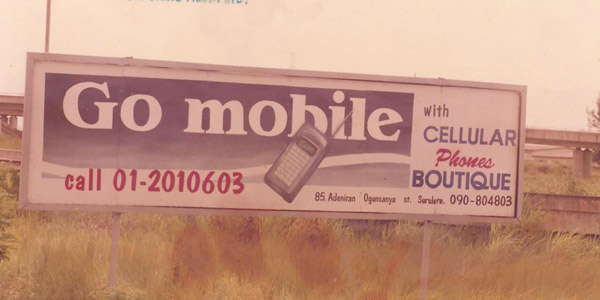 Go mobile
call 01-2010603
with
CELLULAR
Phones
BOUTIQUE
85. Adeniran Ogunsanya st. Surulere. 090-804803